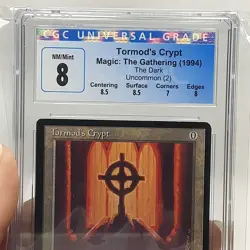 CGC UNIVERSAL GRADE
NM/Mint
8
Tormod's Crypt
Magic: The Gathering (1994)
The Dark
Uncommon (2)
Centering Surface Corners Edges
8.5 8.5 7 8
Tormod's Crypt 0